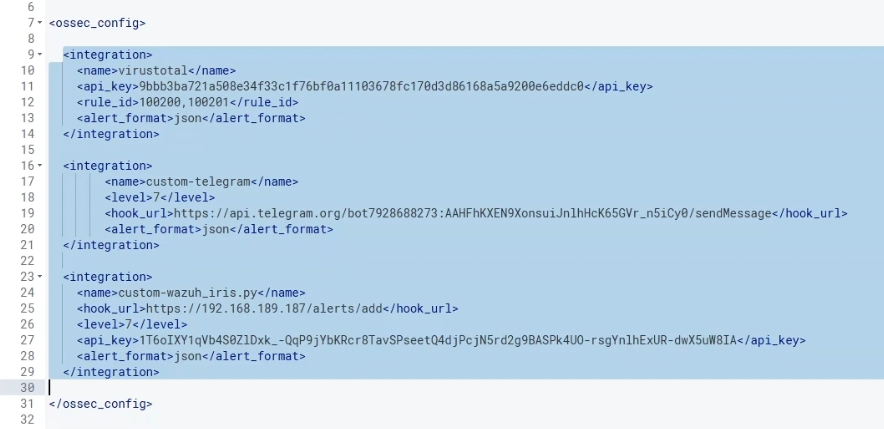 6
7 <ossec_config>
8
9 <integration>
10 <name>virustotal</name>
11 <api_key>9bbb3ba721a508e34f33c1f76bf0a11103678fc170d3d86168a5a9200e6eddc0</api_key>
12 <rule_id>100200,100201</rule_id>
13 <alert_format>json</alert_format>
14 </integration>
15
16 <integration>
17 <name>custom-telegram</name>
18 <level>7</level>
19 <hook_url>https://api.telegram.org/bot7928688273:AAHFhKXEN9XonsuiJnlhHcK65GVr_n5iCy0/sendMessage</hook_url>
20 <alert_format>json</alert_format>
21 </integration>
22
23 <integration>
24 <name>custom-wazuh_iris.py</name>
25 <hook_url>https://192.168.189.187/alerts/add</hook_url>
26 <level>7</level>
27 <api_key>1T6oIXY1qVb4S0ZlDxk_-QqP9jYbKRcr8TavSPseetQ4djPcjN5rd2g9BASPk4UO-rsgYnlhExUR-dwX5uW8IA</api_key>
28 <alert_format>json</alert_format>
29 </integration>
30
31 </ossec_config>
32